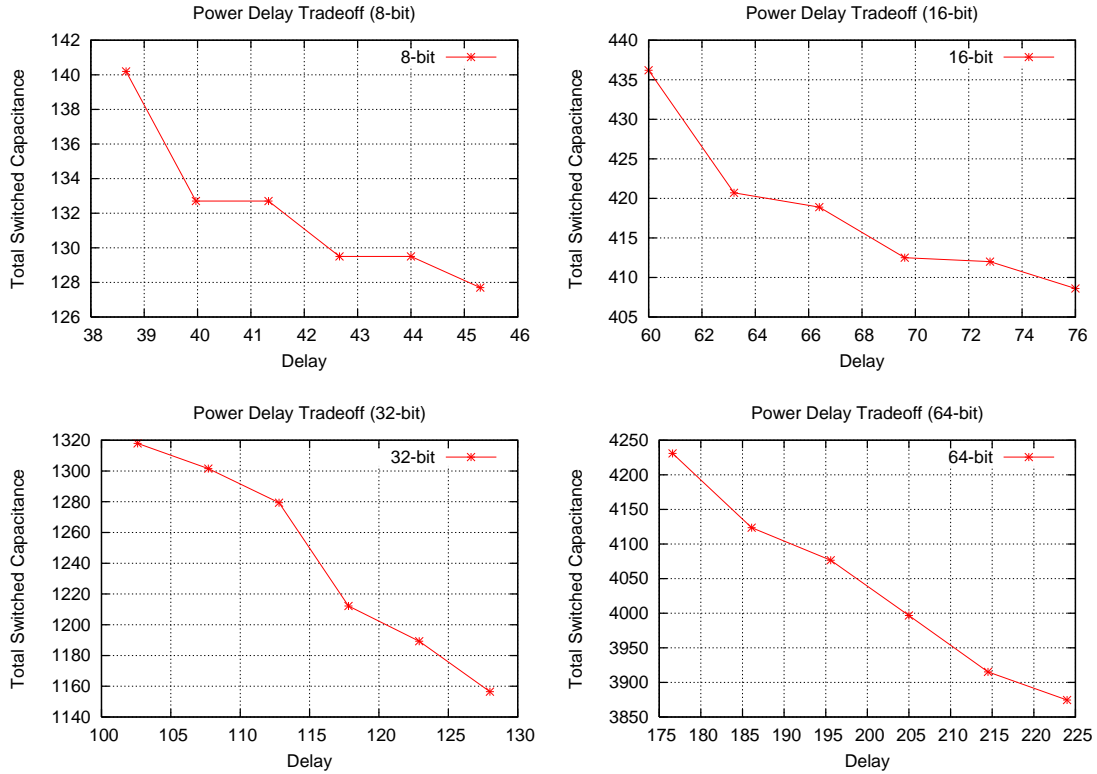 Power Delay Tradeoff (8-bit)
142
140
138
136
134
132
130
128
126
38 39 40 41 42 43 44 45 46
Total Switched Capacitance
Delay
8-bit
Power Delay Tradeoff (16-bit)
440
435
430
425
420
415
410
405
60 62 64 66 68 70 72 74 76
Total Switched Capacitance
Delay
16-bit
Power Delay Tradeoff (32-bit)
1320
1300
1280
1260
1240
1220
1200
1180
1160
1140
100 105 110 115 120 125 130
Total Switched Capacitance
Delay
32-bit
Power Delay Tradeoff (64-bit)
4250
4200
4150
4100
4050
4000
3950
3900
3850
175 180 185 190 195 200 205 210 215 220 225
Total Switched Capacitance
Delay
64-bit